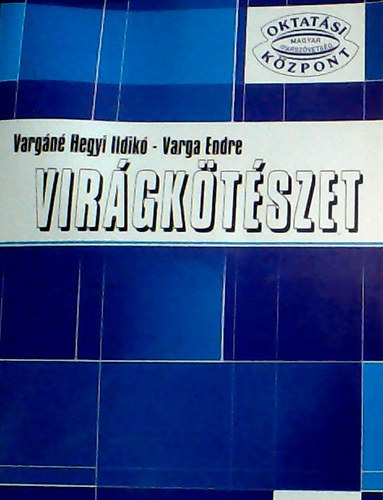 OKTATÁSI
MAGYAR
IPARSZÖVETSÉG
KÖZPONT
Vargáné Hegyi Ildikó - Varga Endre
VIRÁGKÖTÉSZET